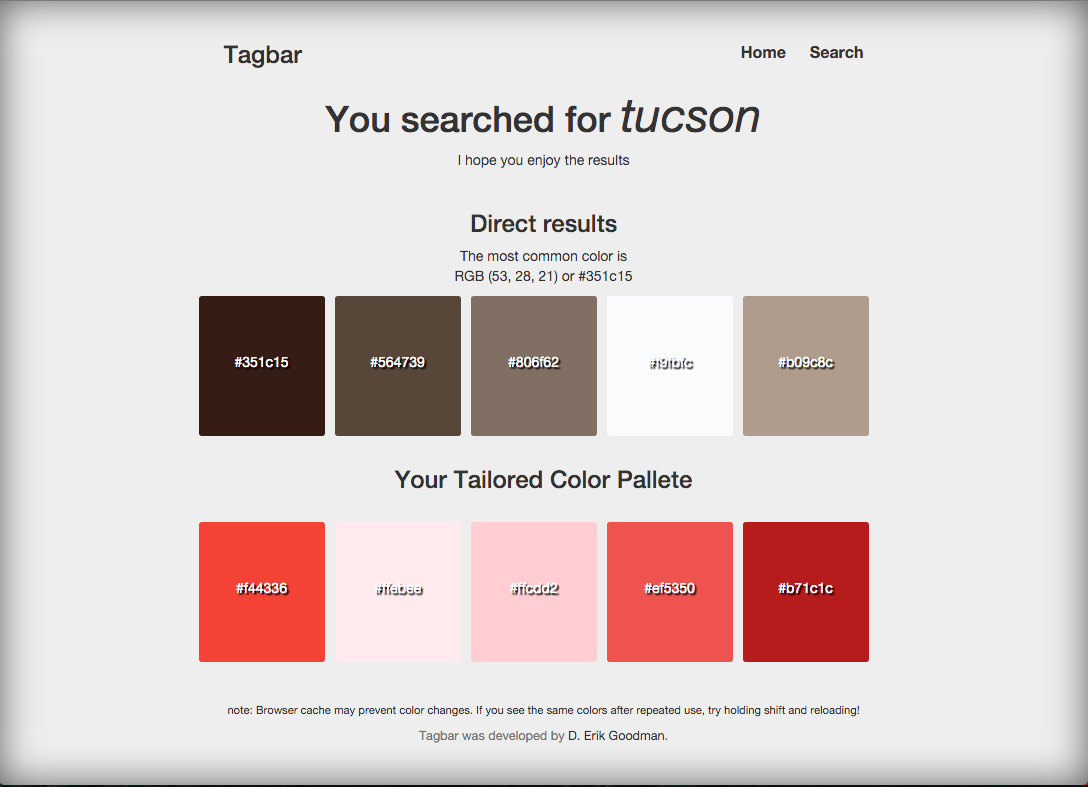 Tagbar
Home Search
You searched for tucson
I hope you enjoy the results
Direct results
The most common color is
RGB (53, 28, 21) or #351c15
#351c15 #564739 #806f62 #f9fbfc #b09c8c
Your Tailored Color Pallete
#f44336 #ffebee #ffcdd2 #ef5350 #b71c1c
note: Browser cache may prevent color changes. If you see the same colors after repeated use, try holding shift and reloading!
Tagbar was developed by D. Erik Goodman.